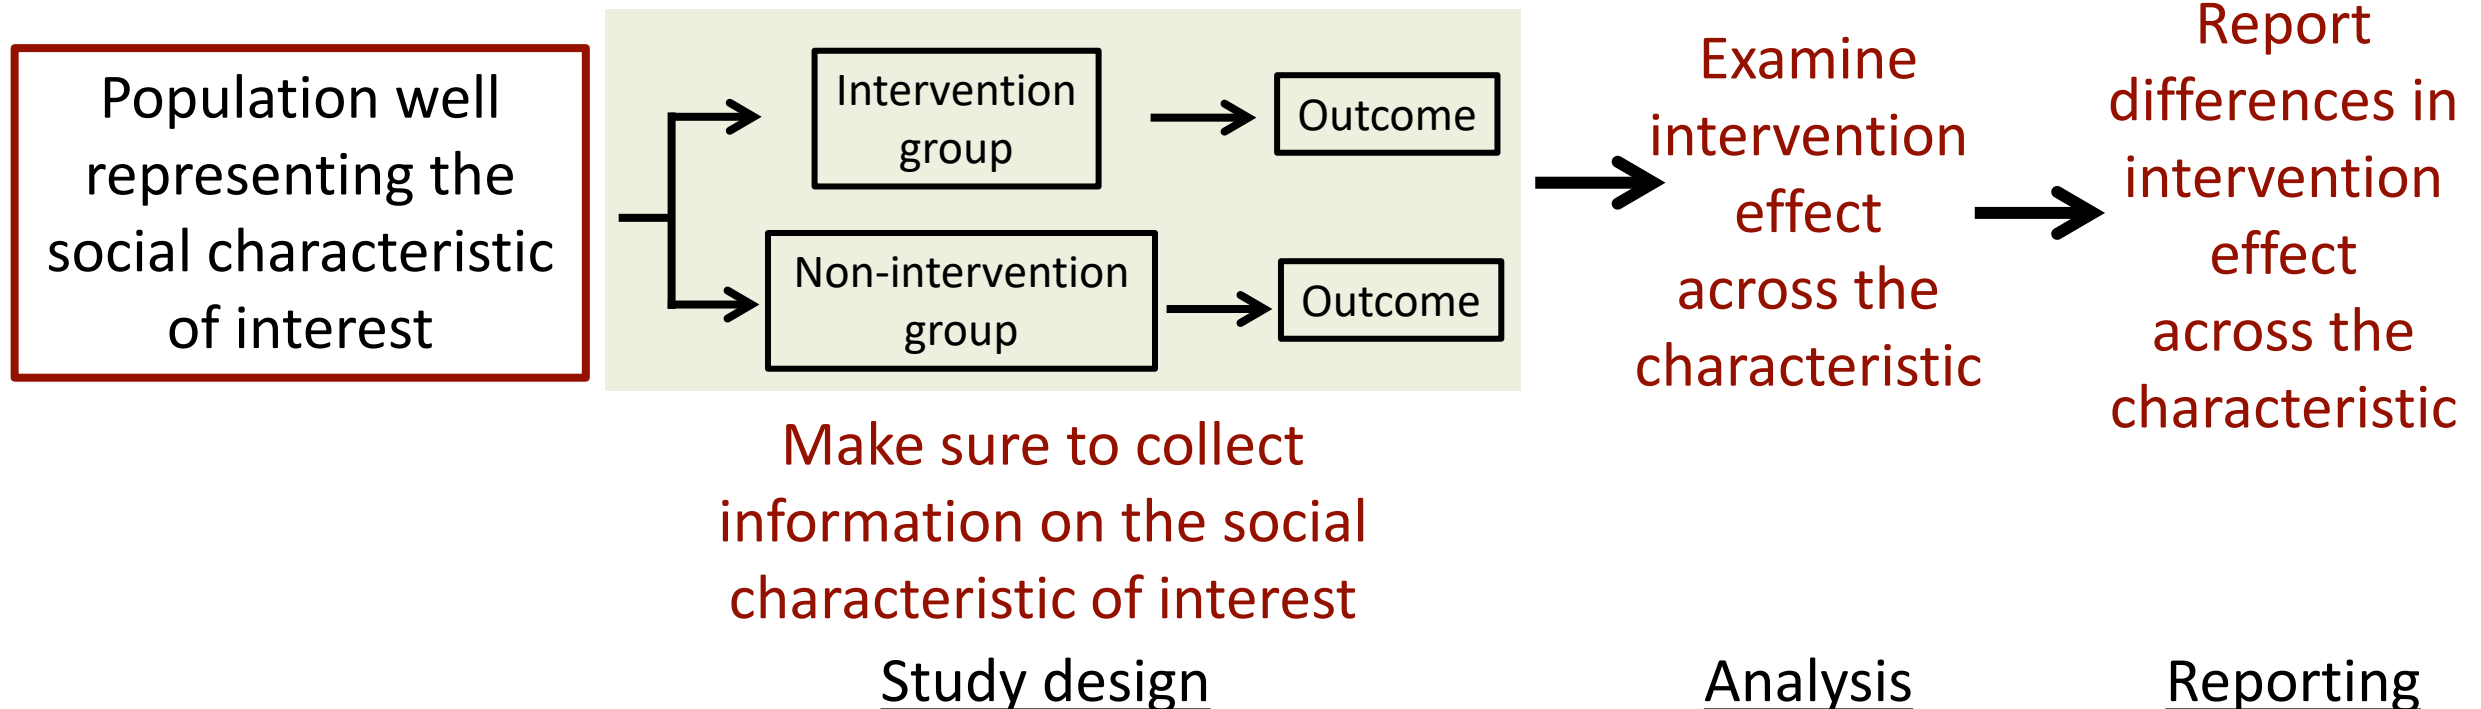 Population well
representing the
social characteristic
of interest
Intervention
group
Outcome
Non-intervention
group
Outcome
Make sure to collect
information on the social
characteristic of interest
Examine
intervention
effect
across the
characteristic
Report
differences in
intervention
effect
across the
characteristic
Study design
Analysis
Reporting